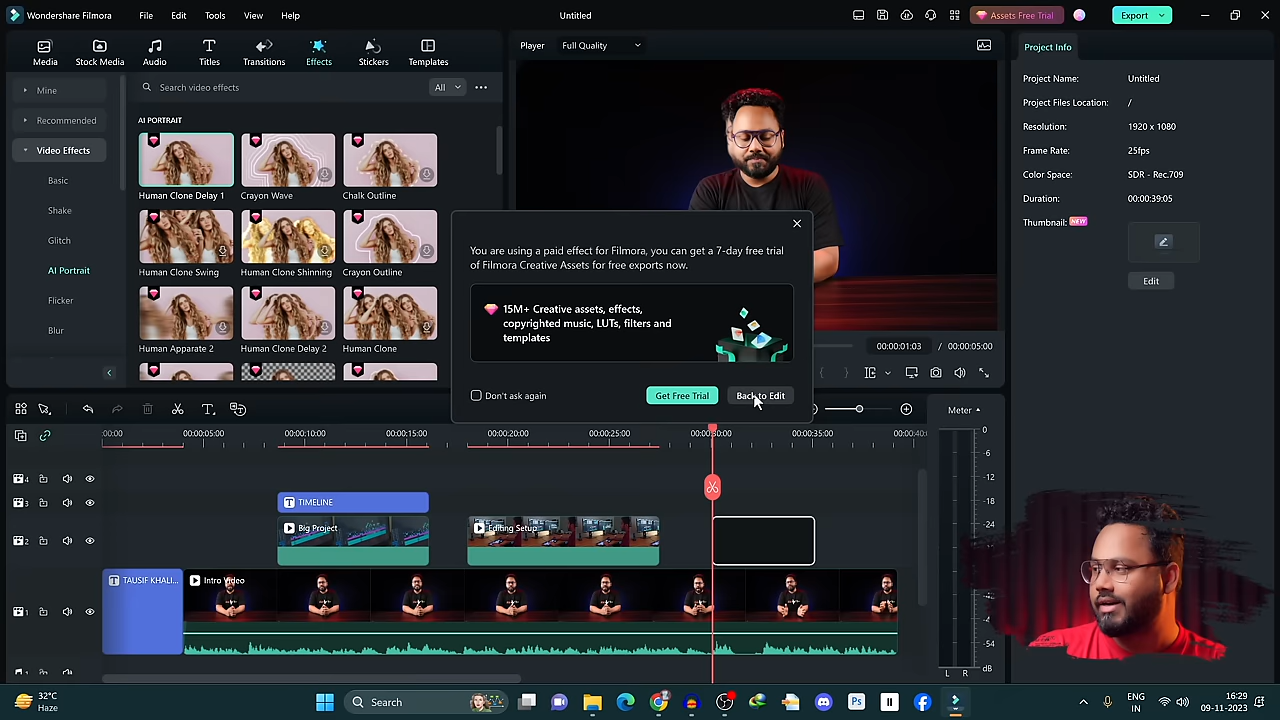 Wondershare Filmora
File
Edit
Tools
View
Help
Untitled
Assets Free Trial
Export
Media
Stock Media
Audio
Titles
Transitions
Effects
Stickers
Templates
Player
Full Quality
Project Info
Mine
Recommended
Video Effects
Basic
Shake
Glitch
AI Portrait
Flicker
Blur
Search video effects
All
AI PORTRAIT
Human Clone Delay 1
Crayon Wave
Chalk Outline
Human Clone Swing
Human Clone Shinning
Crayon Outline
Human Apparate 2
Human Clone Delay 2
Human Clone
Project Name:
Untitled
Project Files Location:
/
Resolution:
1920 x 1080
Frame Rate:
25fps
Color Space:
SDR - Rec.709
Duration:
00:00:39:05
Thumbnail:
NEW
Edit
You are using a paid effect for Filmora, you can get a 7-day free trial
of Filmora Creative Assets for free exports now.
15M+ Creative assets, effects,
copyrighted music, LUTs, filters and
templates
Don't ask again
Get Free Trial
Back to Edit
00:00:01:03
/
00:00:05:00
Meter
:00:00
00:00:05:00
00:00:10:00
00:00:15:00
00:00:20:00
00:00:25:00
00:00:30:00
00:00:35:00
00:00:40:0
4
3
TIMELINE
2
Big Project
Editing Setup
1
TAUSIF KHALI...
Intro Video
0
-6
-12
-18
-24
-54
dB
L
R
32°C
Haze
Search
Ps
ENG
IN
16:29
09-11-2023